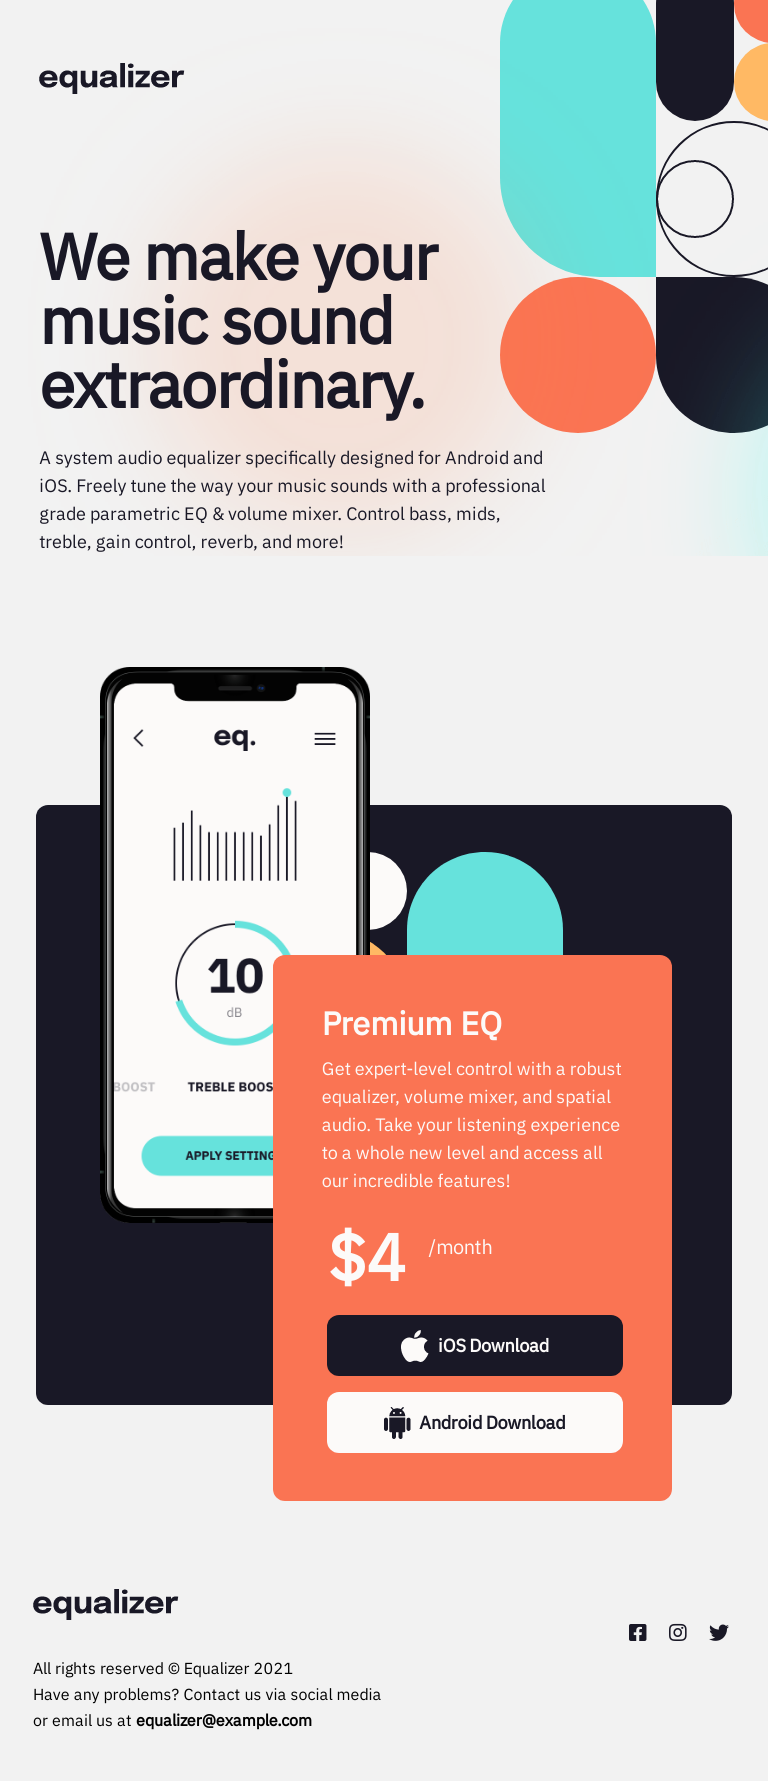 equalizer
We make your
music sound
extraordinary.
A system audio equalizer specifically designed for Android and
iOS. Freely tune the way your music sounds with a professional
grade parametric EQ & volume mixer. Control bass, mids,
treble, gain control, reverb, and more!
eq.
10
dB
BOOST TREBLE BOOS
APPLY SETTING
Premium EQ
Get expert-level control with a robust
equalizer, volume mixer, and spatial
audio. Take your listening experience
to a whole new level and access all
our incredible features!
$4 /month
iOS Download
Android Download
equalizer
All rights reserved © Equalizer 2021
Have any problems? Contact us via social media
or email us at equalizer@example.com